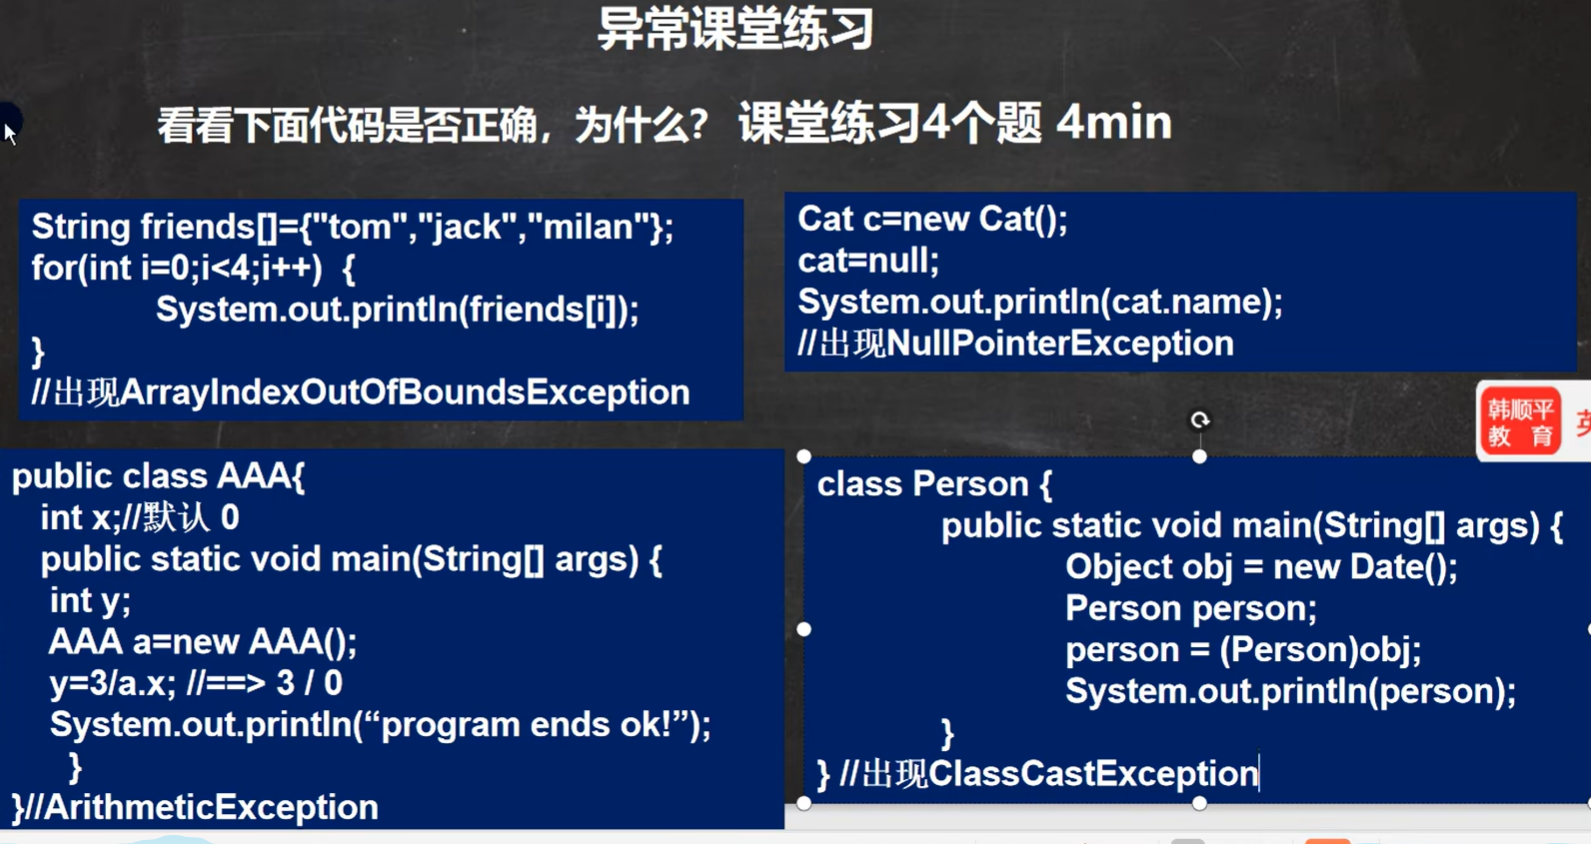 异常课堂练习
看看下面代码是否正确，为什么？ 课堂练习4个题 4min
String friends[]={"tom","jack","milan"};
for(int i=0;i<4;i++) {
System.out.println(friends[i]);
}
//出现ArrayIndexOutOfBoundsException
Cat c=new Cat();
cat=null;
System.out.println(cat.name);
//出现NullPointerException
韩顺平
教 育
英
public class AAA{
int x;//默认 0
public static void main(String[] args) {
int y;
AAA a=new AAA();
y=3/a.x; //==> 3 / 0
System.out.println(“program ends ok!”);
}
}//ArithmeticException
class Person {
public static void main(String[] args) {
Object obj = new Date();
Person person;
person = (Person)obj;
System.out.println(person);
}
} //出现ClassCastException